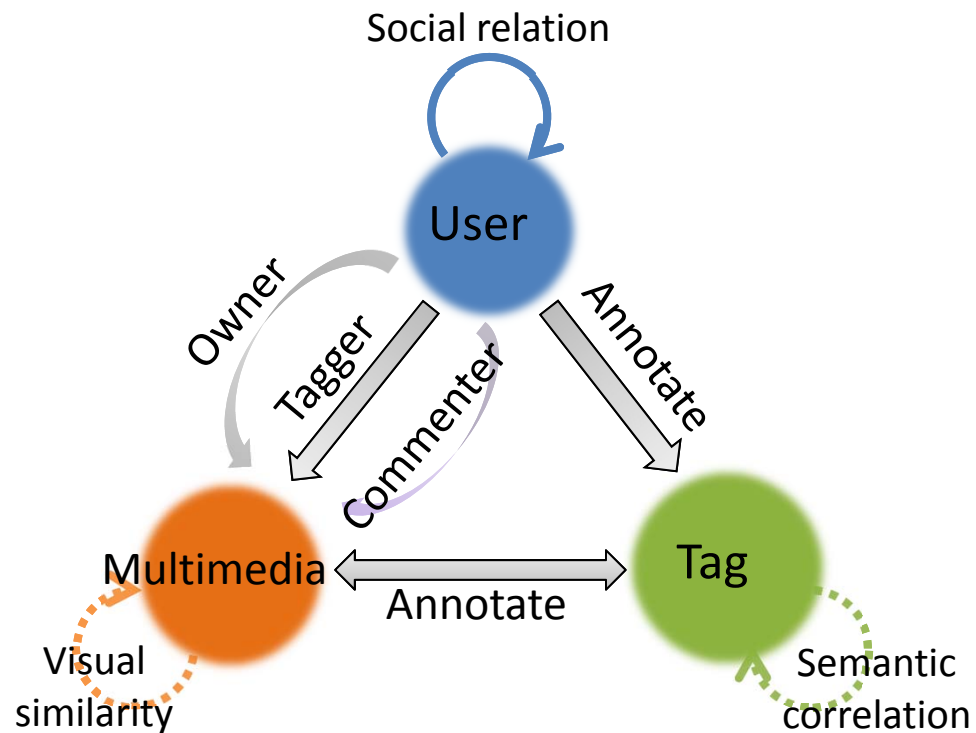 Social relation
User
Owner
Tagger
Commenter
Annotate
Multimedia
Tag
Annotate
Visual
similarity
Semantic
correlation